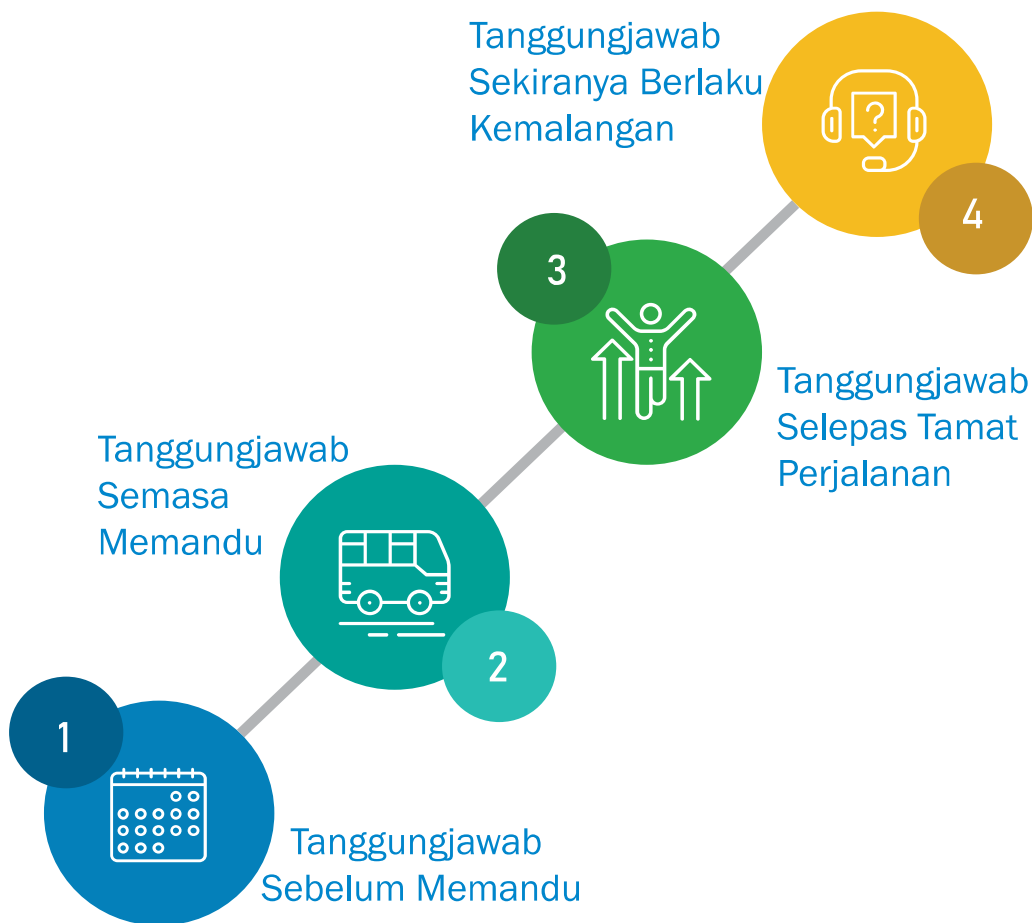 Tanggungjawab
Sekiranya Berlaku
Kemalangan
?
4
3
Tanggungjawab
Selepas Tamat
Perjalanan
Tanggungjawab
Semasa
Memandu
2
1
Tanggungjawab
Sebelum Memandu